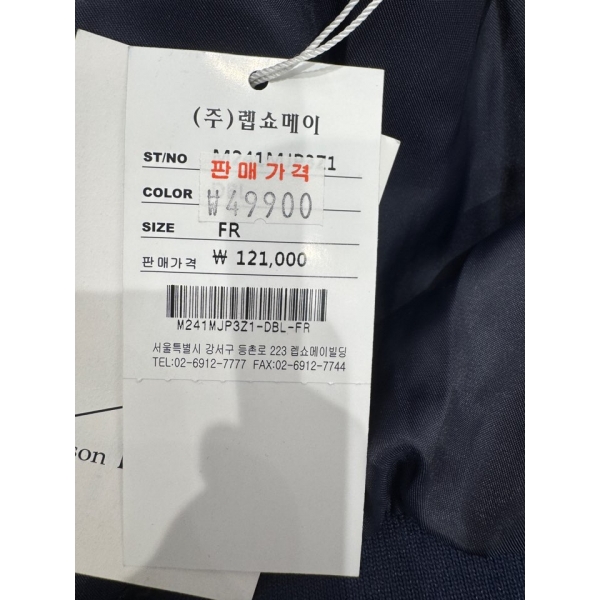 (주)렙쇼메이
ST/NO M241MJP3Z1
판매가격
COLOR
₩49900
SIZE FR
판매가격 ₩ 121,000
M241MJP3Z1-DBL-FR
서울특별시 강서구 등촌로 223 렙쇼메이빌딩
TEL:02-6912-7777 FAX:02-6912-7744
son